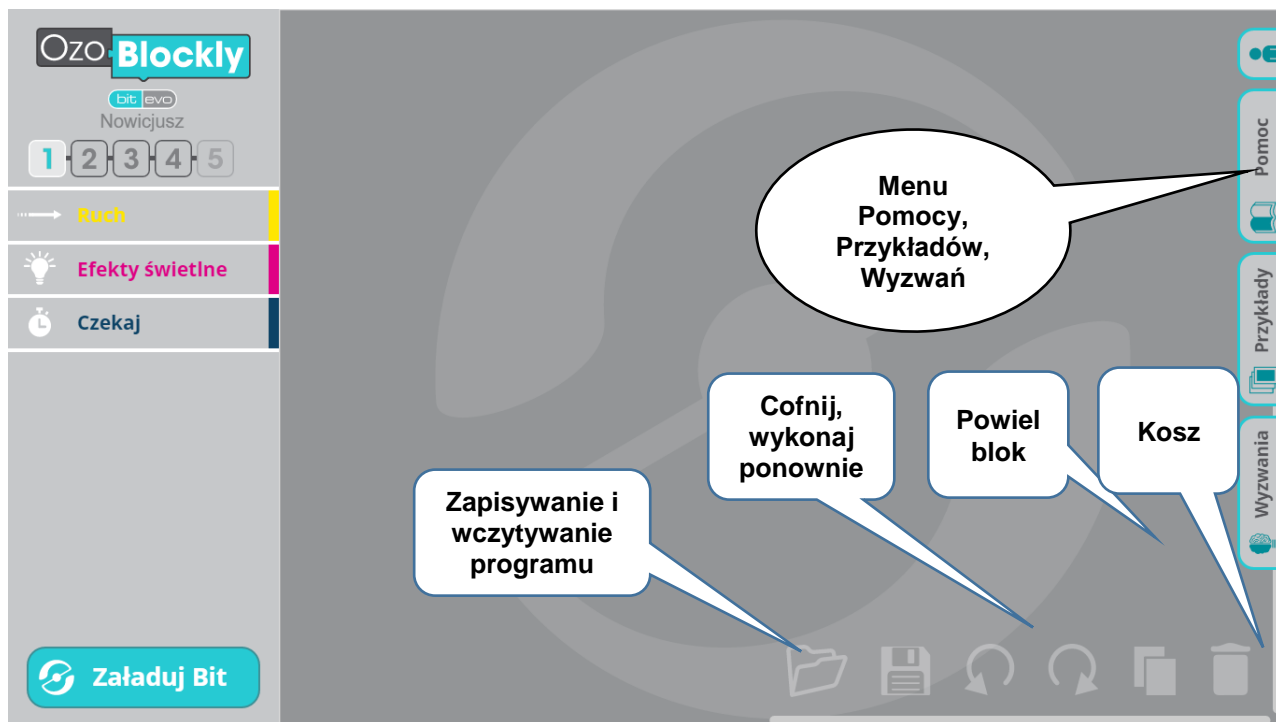 Ozo Blockly
bit evo
Nowicjusz
1 2 3 4 5
Ruch
Efekty świetlne
Czekaj
Załaduj Bit
Menu
Pomocy,
Przykładów,
Wyzwań
Cofnij,
wykonaj
ponownie
Powiel
blok
Kosz
Zapisywanie i
wczytywanie
programu
Pomoc
Przykłady
Wyzwania